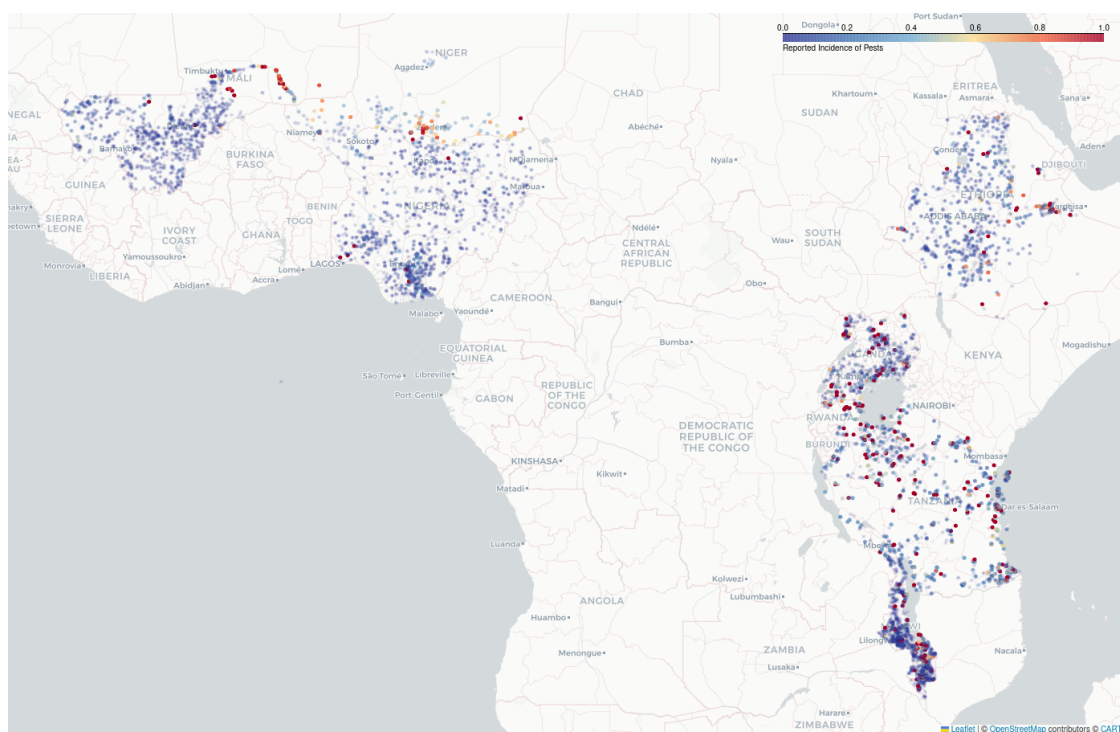 Port Sudan
Dongola
0.0 0.2 0.4 0.6 0.8 1.0
Reported Incidence of Pests
NIGER
Agadez
Timbuktu
MALI
CHAD
Khartoum
Kassala
ERITREA
Asmara
Sana'a
SUDAN
NEGAL
Abéché
Niamey
Sokoto
Bamako
BURKINA
FASO
N'Djamena
Nyala
Gonder
Aden
DJIBOUTI
GUINEA
Maroua
ETHIOPIA
BENIN
NIGERIA
ADDIS ABABA
SIERRA
LEONE
TOGO
IVORY
COAST
GHANA
Ndélé
Wau
SOUTH
SUDAN
CENTRAL
AFRICAN
REPUBLIC
Yamoussoukro
LAGOS
Monrovia
LIBERIA
Lomé
Accra
Abidjan
Obo
CAMEROON
Bangui
Malabo
Yaoundé
EQUATORIAL
GUINEA
Bumba
UGANDA
KENYA
Mogadishu
São Tomé
Libreville
Port Gentil
GABON
REPUBLIC
OF THE
CONGO
NAIROBI
RWANDA
DEMOCRATIC
REPUBLIC OF
THE CONGO
BURUNDI
Mombasa
KINSHASA
Kikwit
Matadi
TANZANIA
Dar es-Salaam
Luanda
Kolwezi
Lubumbashi
ANGOLA
Huambo
Lilongwe
Menongue
ZAMBIA
Lusaka
Nacala
Harare
ZIMBABWE
Leaflet | © OpenStreetMap contributors © CART